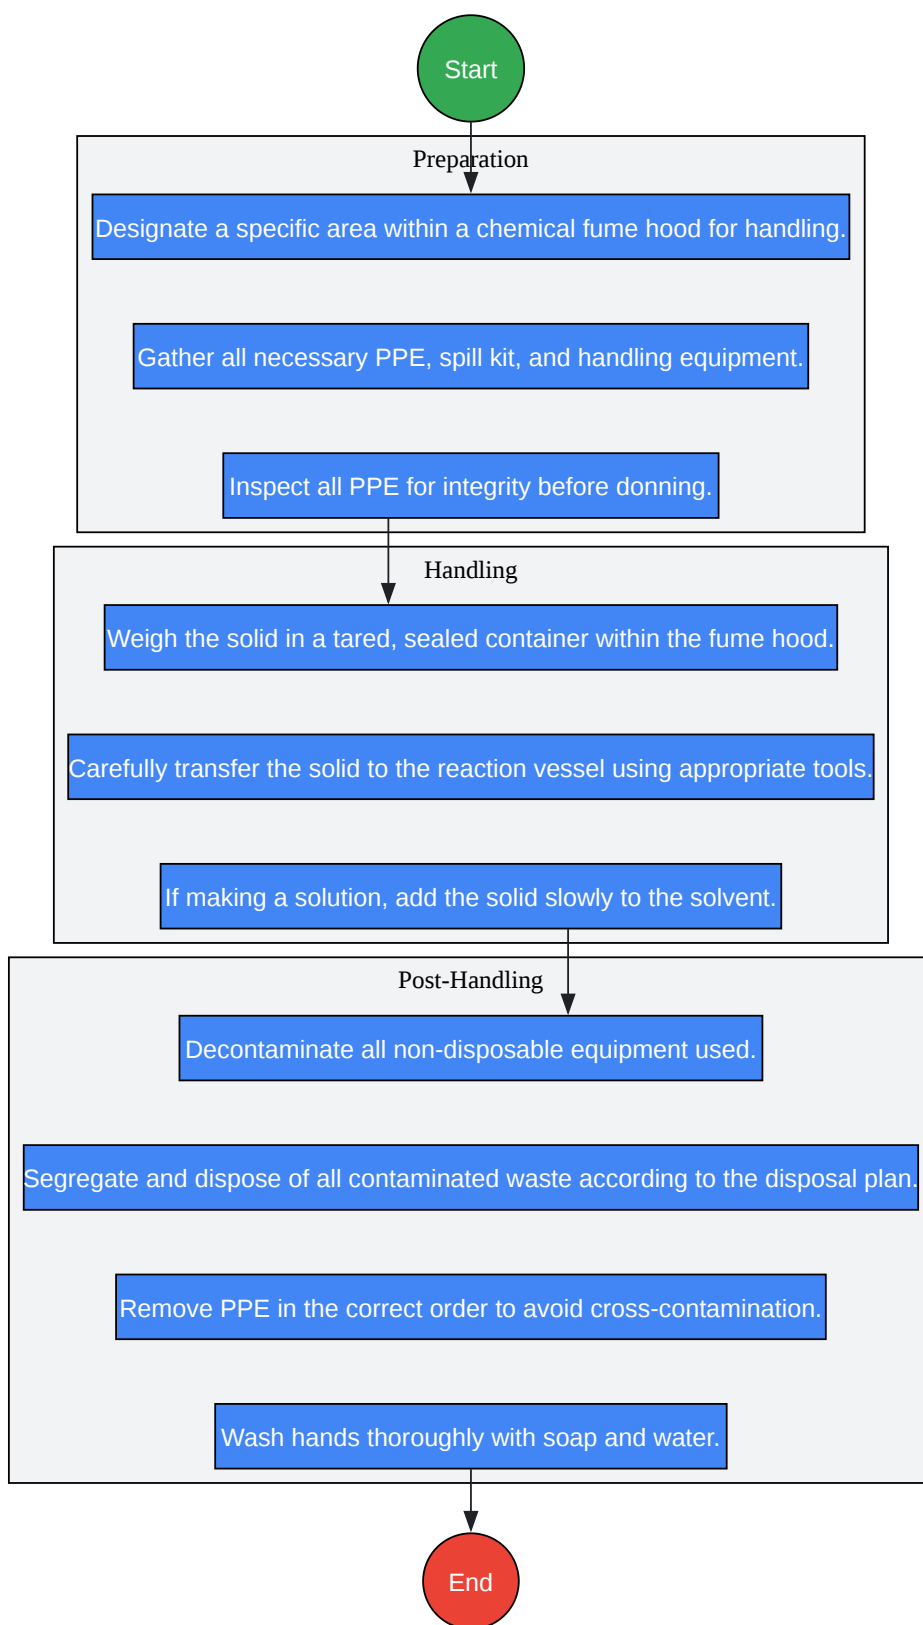 Start
Preparation
Designate a specific area within a chemical fume hood for handling.
Gather all necessary PPE, spill kit, and handling equipment.
Inspect all PPE for integrity before donning.
Handling
Weigh the solid in a tared, sealed container within the fume hood.
Carefully transfer the solid to the reaction vessel using appropriate tools.
If making a solution, add the solid slowly to the solvent.
Post-Handling
Decontaminate all non-disposable equipment used.
Segregate and dispose of all contaminated waste according to the disposal plan.
Remove PPE in the correct order to avoid cross-contamination.
Wash hands thoroughly with soap and water.
End